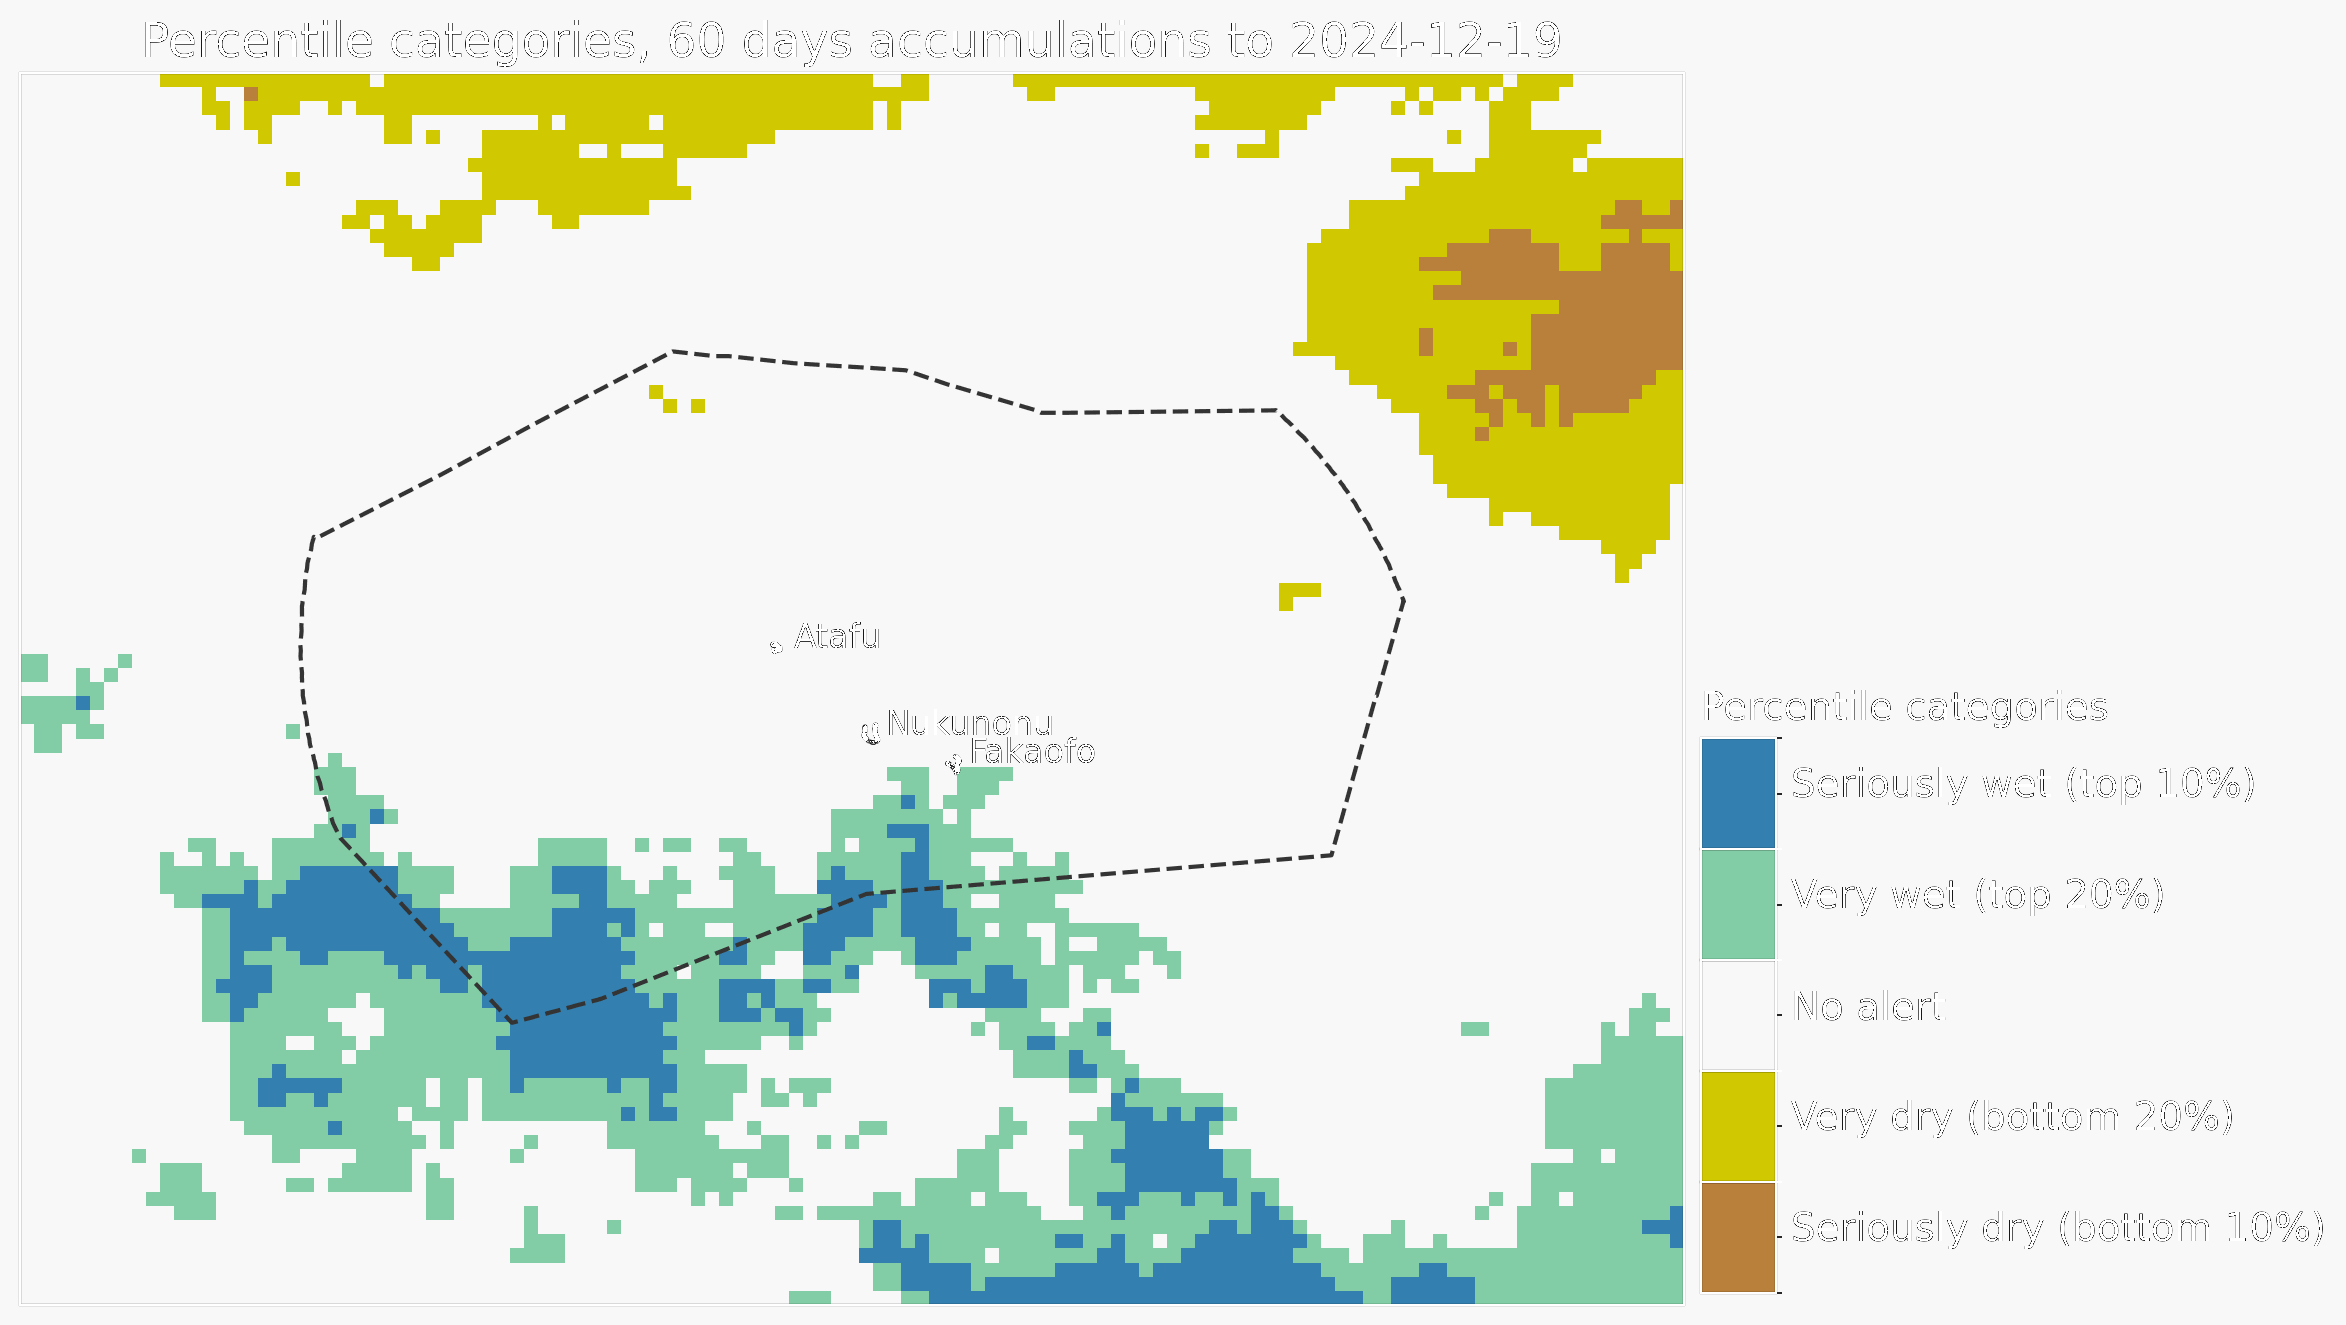 Percentile categories, 60 days accumulations to 2024-12-19
Atafu
Nukunonu
Fakaofo
Percentile categories
Seriously wet (top 10%)
Very wet (top 20%)
No alert
Very dry (bottom 20%)
Seriously dry (bottom 10%)